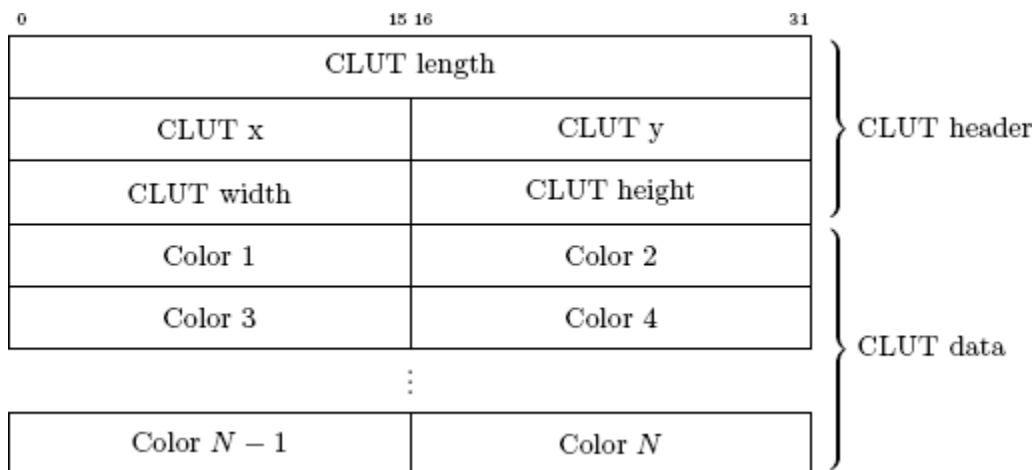 0 15 16 31
CLUT length
CLUT x CLUT y
CLUT header
CLUT width CLUT height
Color 1 Color 2
Color 3 Color 4
CLUT data
⋮
Color N − 1 Color N